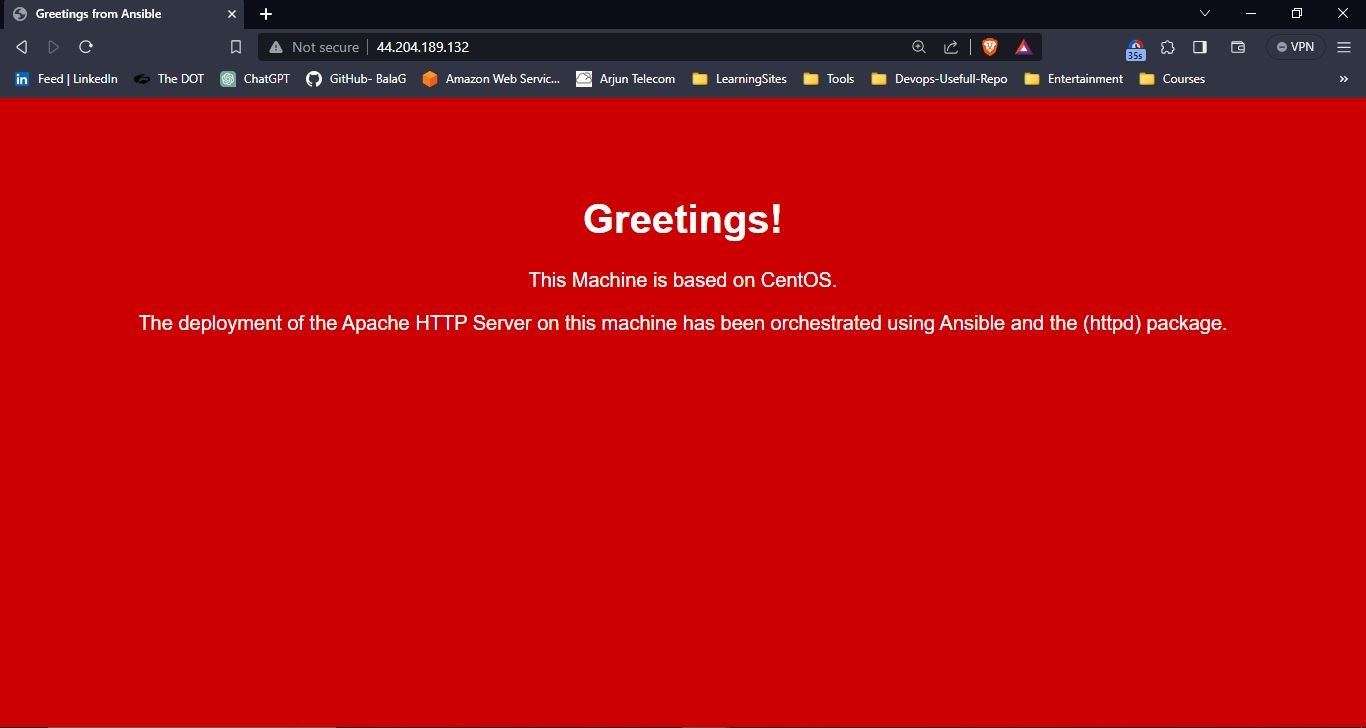 Greetings from Ansible
Not secure 44.204.189.132
35s
VPN
Feed | LinkedIn The DOT ChatGPT GitHub- BalaG Amazon Web Servic... Arjun Telecom LearningSites Tools Devops-Usefull-Repo Entertainment Courses »
Greetings!
This Machine is based on CentOS.
The deployment of the Apache HTTP Server on this machine has been orchestrated using Ansible and the (httpd) package.